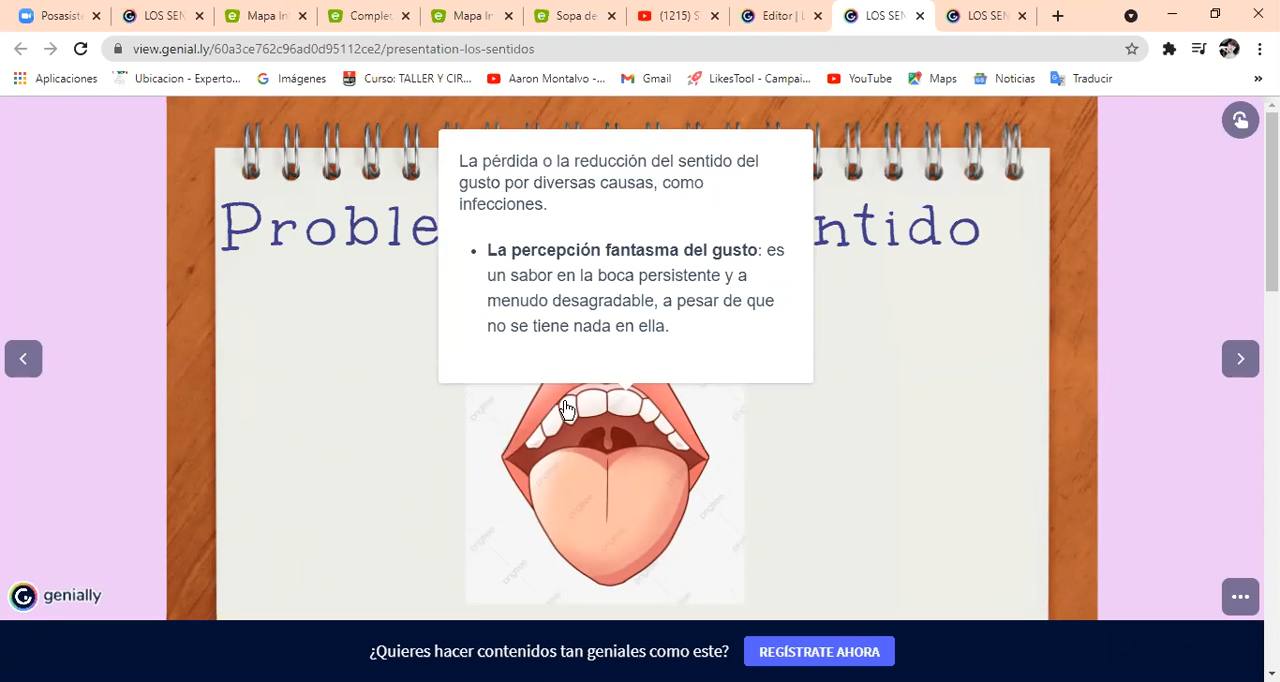 Posasiste
LOS SEN
Mapa In
Complet
Mapa In
Sopa de
(1215) S
Editor | L
LOS SEN
LOS SEN
view.genial.ly/60a3ce762c96ad0d95112ce2/presentation-los-sentidos
Aplicaciones
Ubicacion - Experto...
Imágenes
Curso: TALLER Y CIR...
Aaron Montalvo -...
Gmail
LikesTool - Campai...
YouTube
Maps
Noticias
Traducir
»
Proble
ntido
La pérdida o la reducción del sentido del
gusto por diversas causas, como
infecciones.
• La percepción fantasma del gusto: es
un sabor en la boca persistente y a
menudo desagradable, a pesar de que
no se tiene nada en ella.
pngtree
genially
¿Quieres hacer contenidos tan geniales como este?
REGÍSTRATE AHORA